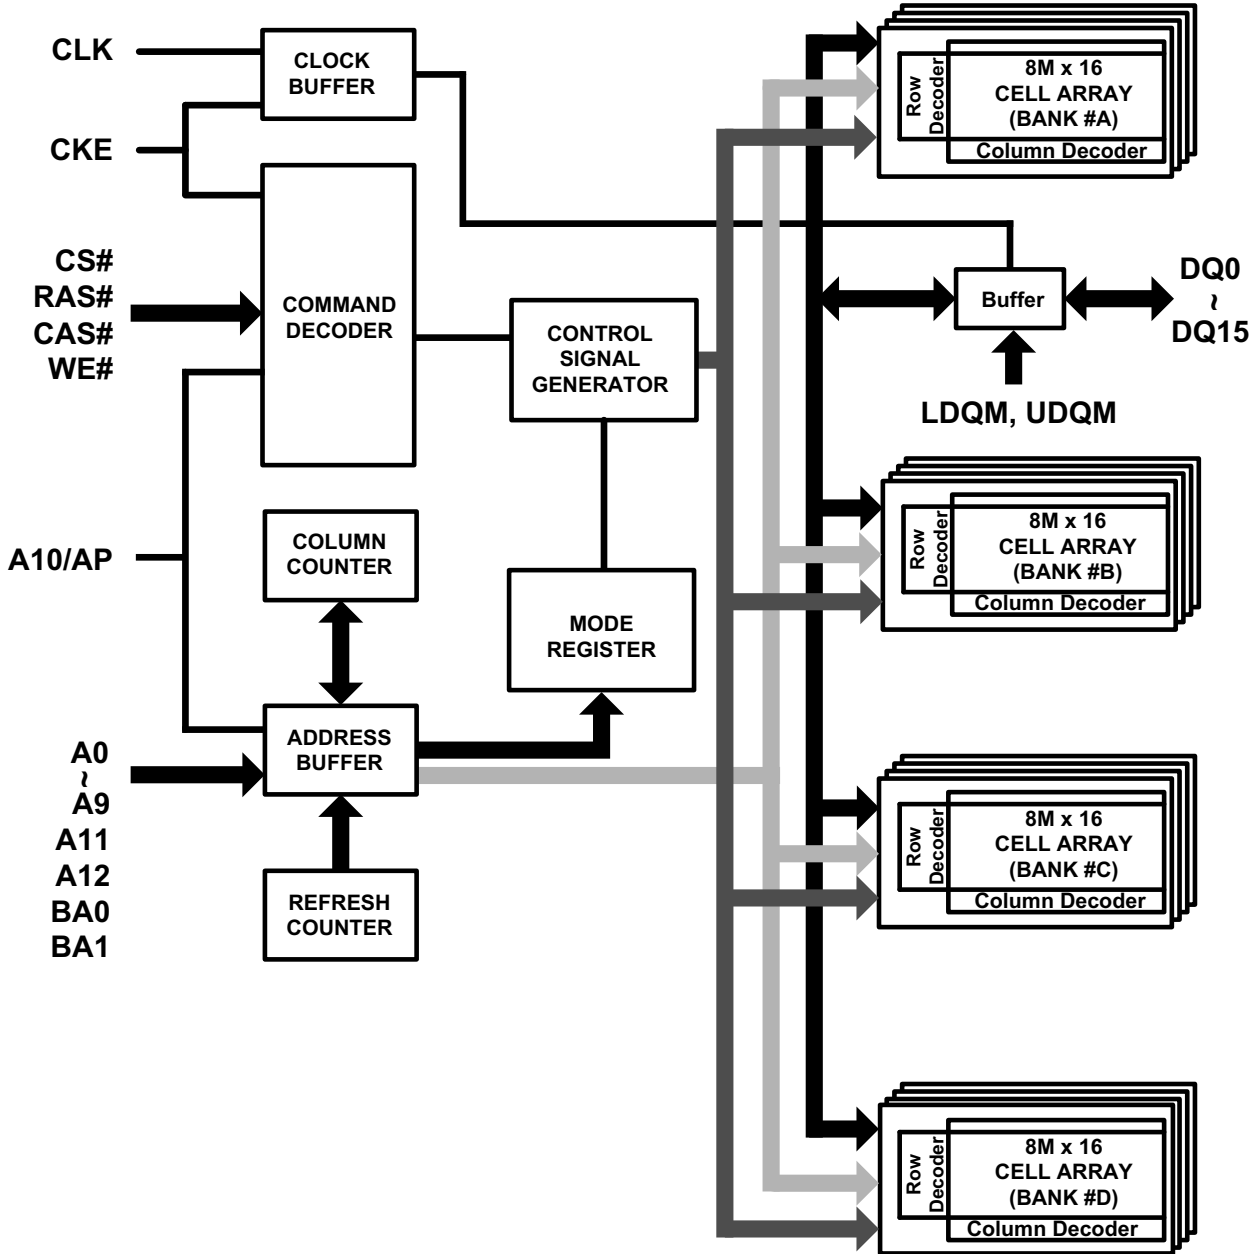 CLK
CLOCK
BUFFER
CKE
CS#
RAS#
CAS#
WE#
COMMAND
DECODER
CONTROL
SIGNAL
GENERATOR
A10/AP
COLUMN
COUNTER
MODE
REGISTER
A0
~
A9
A11
A12
BA0
BA1
ADDRESS
BUFFER
REFRESH
COUNTER
Row
Decoder
8M x 16
CELL ARRAY
(BANK #A)
Column Decoder
Buffer
DQ0
~
DQ15
LDQM, UDQM
Row
Decoder
8M x 16
CELL ARRAY
(BANK #B)
Column Decoder
Row
Decoder
8M x 16
CELL ARRAY
(BANK #C)
Column Decoder
Row
Decoder
8M x 16
CELL ARRAY
(BANK #D)
Column Decoder